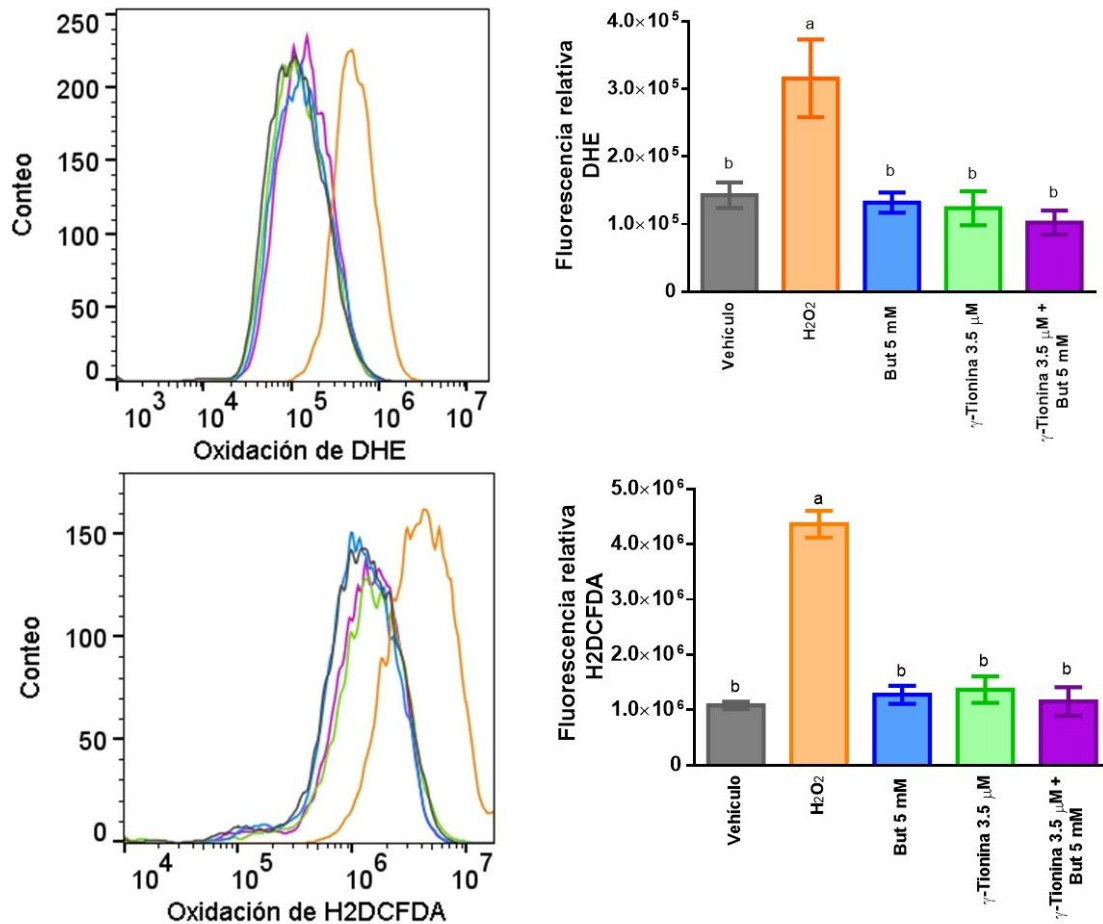 250
200
150
100
50
0
Conteo
10^3 10^4 10^5 10^6 10^7
Oxidación de DHE
4.0×10^5
3.0×10^5
2.0×10^5
1.0×10^5
0
Fluorescencia relativa
DHE
a
b
b
b
b
Vehículo
H2O2
But 5 mM
γ-Tionina 3.5 μM
γ-Tionina 3.5 μM +
But 5 mM
150
100
50
0
Conteo
10^4 10^5 10^6 10^7
Oxidación de H2DCFDA
5.0×10^6
4.0×10^6
3.0×10^6
2.0×10^6
1.0×10^6
0
Fluorescencia relativa
H2DCFDA
a
b
b
b
b
Vehículo
H2O2
But 5 mM
γ-Tionina 3.5 μM
γ-Tionina 3.5 μM +
But 5 mM